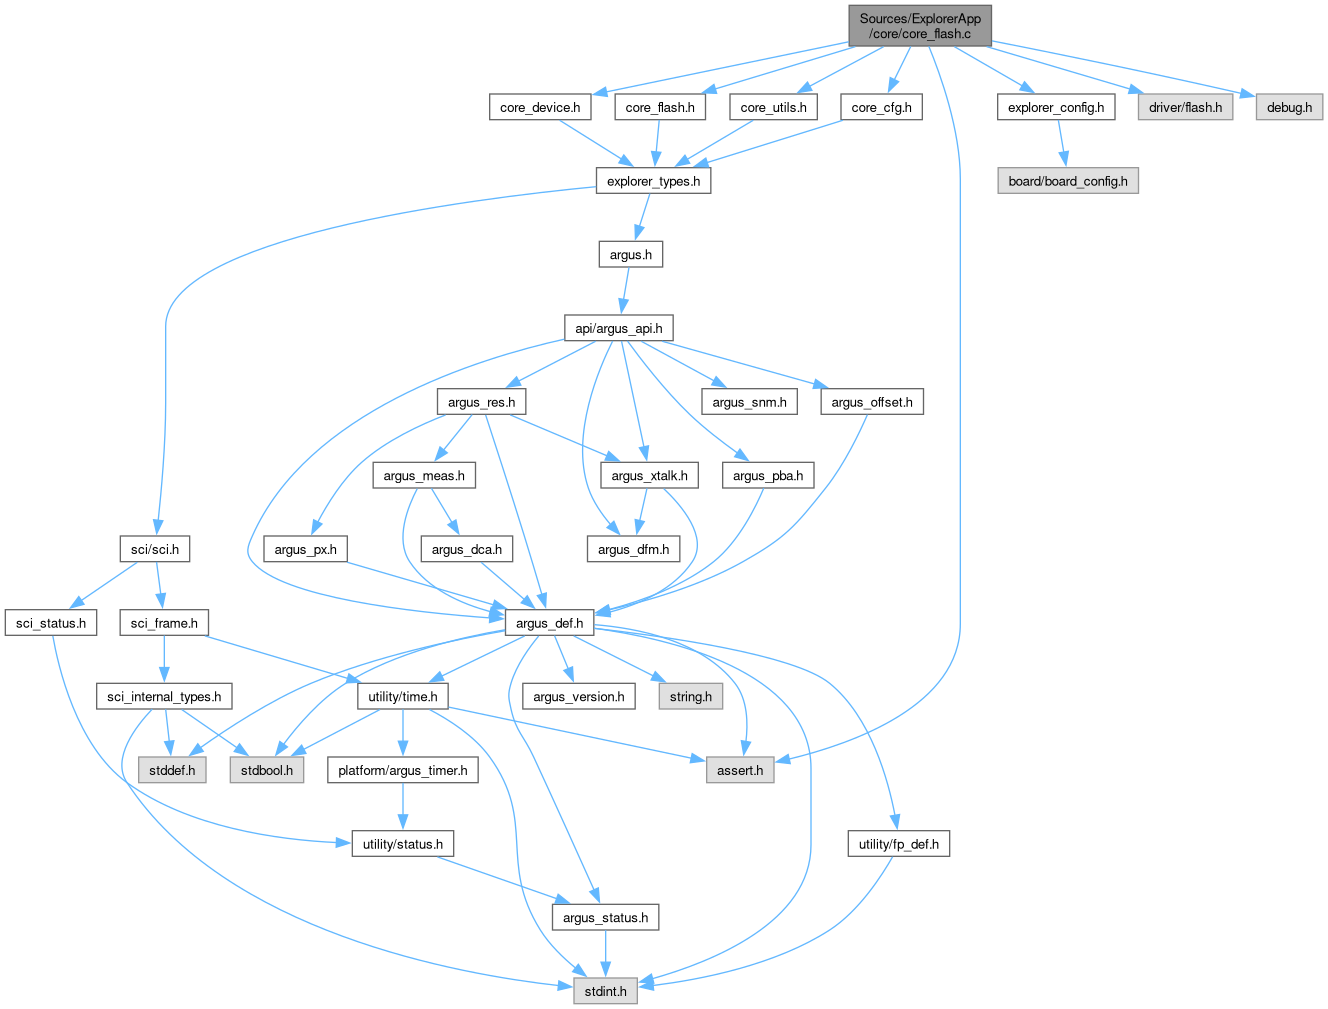 Sources/ExplorerApp
/core/core_flash.c
core_device.h
core_flash.h
core_utils.h
core_cfg.h
explorer_config.h
driver/flash.h
debug.h
explorer_types.h
board/board_config.h
argus.h
api/argus_api.h
argus_res.h
argus_snm.h
argus_offset.h
argus_meas.h
argus_xtalk.h
argus_pba.h
sci/sci.h
argus_px.h
argus_dca.h
argus_dfm.h
sci_status.h
sci_frame.h
argus_def.h
sci_internal_types.h
utility/time.h
argus_version.h
string.h
stddef.h
stdbool.h
platform/argus_timer.h
assert.h
utility/status.h
utility/fp_def.h
argus_status.h
stdint.h